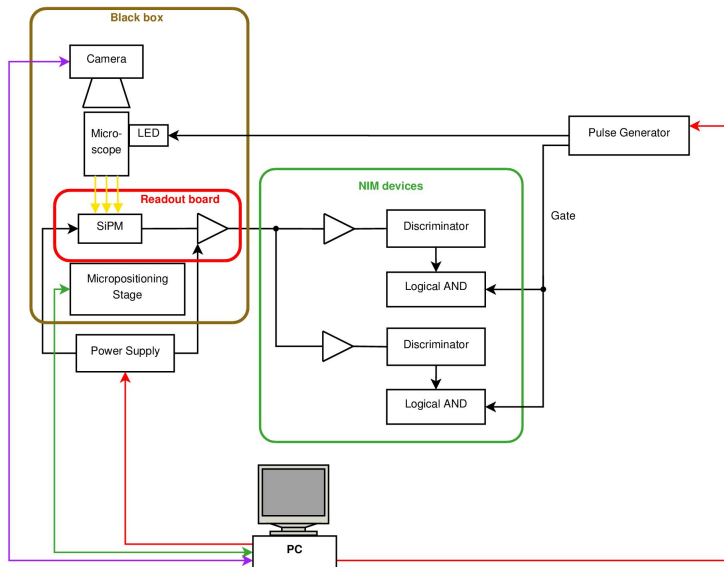 Black box
Camera
Micro-
scope
LED
Pulse Generator
Readout board
NIM devices
SiPM
Discriminator
Gate
Micropositioning
Stage
Logical AND
Power Supply
Discriminator
Logical AND
PC